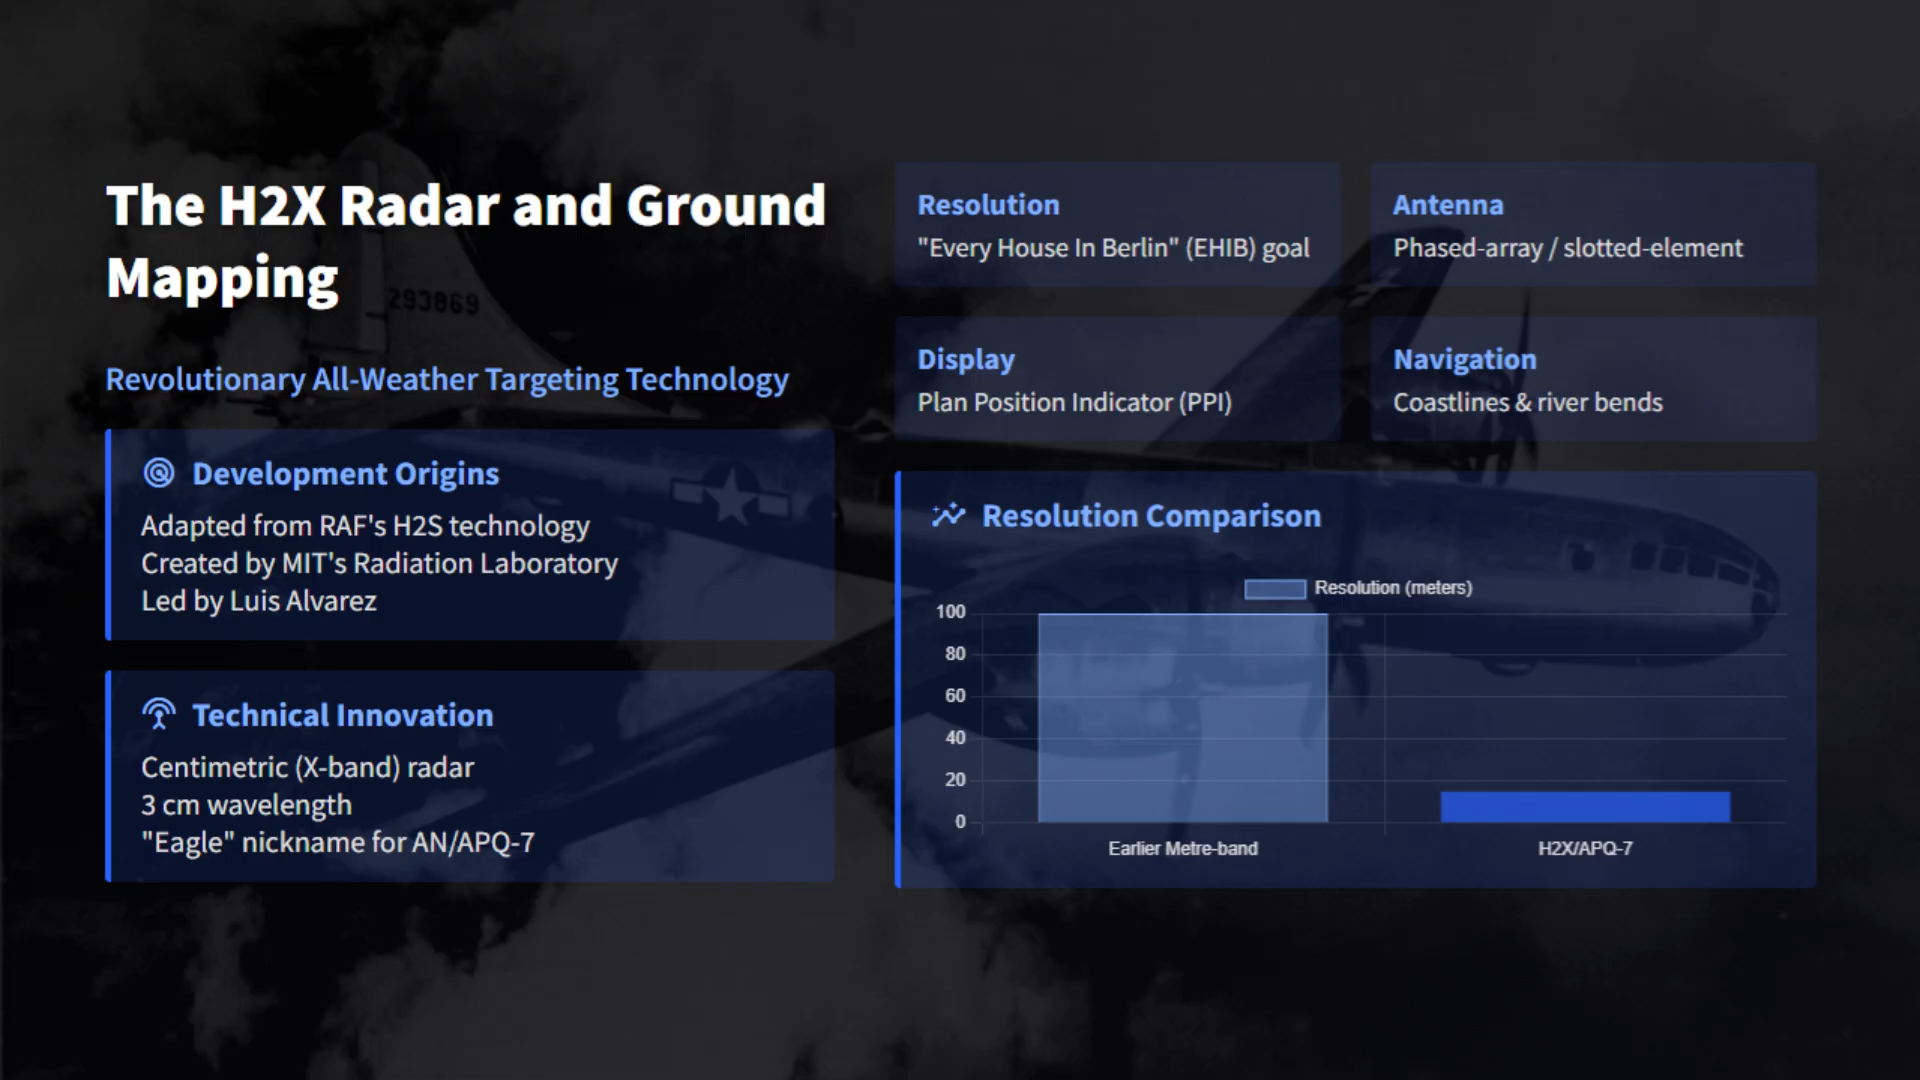 The H2X Radar and Ground
Mapping
293869
Revolutionary All-Weather Targeting Technology
Development Origins
Adapted from RAF's H2S technology
Created by MIT's Radiation Laboratory
Led by Luis Alvarez
Technical Innovation
Centimetric (X-band) radar
3 cm wavelength
"Eagle" nickname for AN/APQ-7
Resolution
"Every House In Berlin" (EHIB) goal
Antenna
Phased-array / slotted-element
Display
Plan Position Indicator (PPI)
Navigation
Coastlines & river bends
Resolution Comparison
Resolution (meters)
100
80
60
40
20
0
Earlier Metre-band
H2X/APQ-7